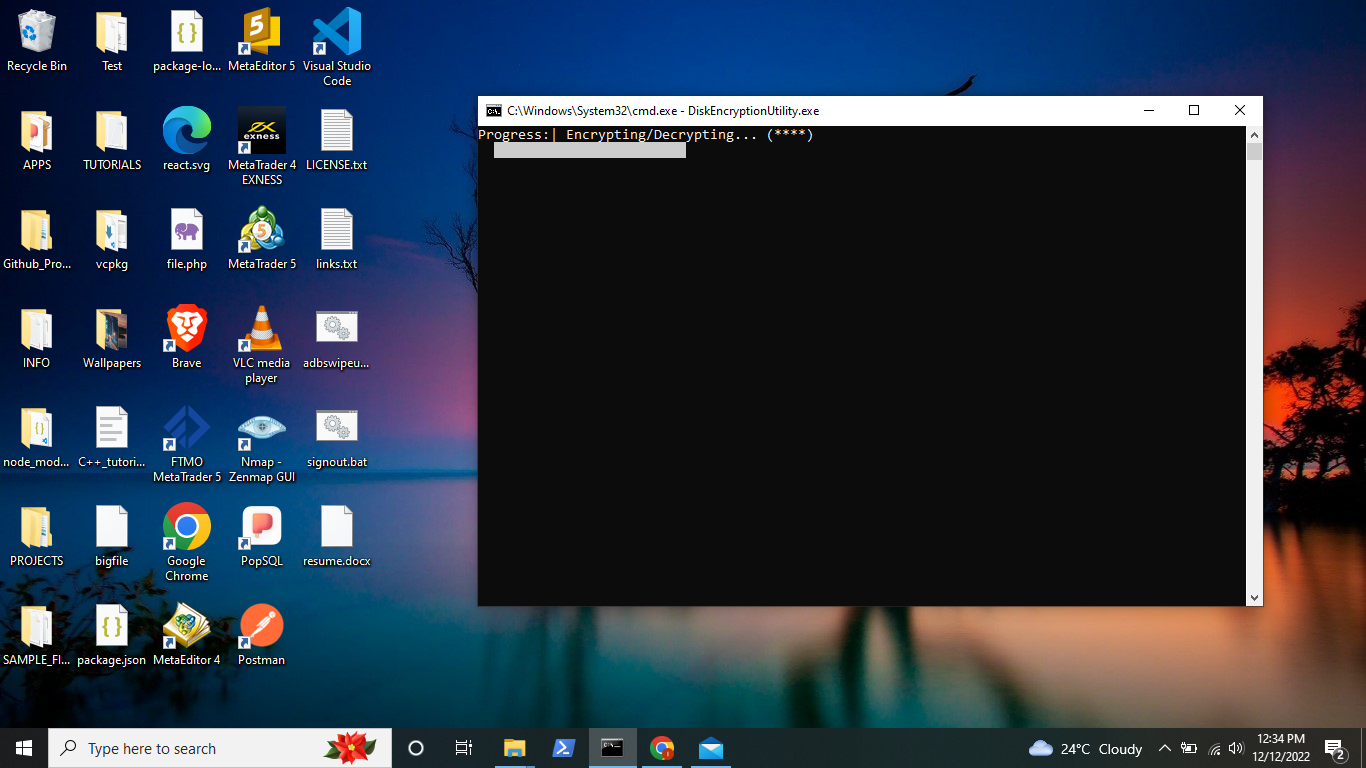 Recycle Bin
Test
package-lo...
5
MetaEditor 5
Visual Studio
Code
C:\Windows\System32\cmd.exe - DiskEncryptionUtility.exe
Progress:| Encrypting/Decrypting... (****)
APPS
TUTORIALS
react.svg
exness
MetaTrader 4
EXNESS
LICENSE.txt
Github_Pro...
vcpkg
file.php
5
MetaTrader 5
links.txt
INFO
Wallpapers
Brave
VLC media
player
adbswipeu...
node_mod...
C++_tutori...
FTMO
MetaTrader 5
Nmap -
Zenmap GUI
signout.bat
PROJECTS
bigfile
Google
Chrome
PopSQL
resume.docx
SAMPLE_FI...
package.json
MetaEditor 4
Postman
Type here to search
24°C Cloudy
12:34 PM
12/12/2022
2